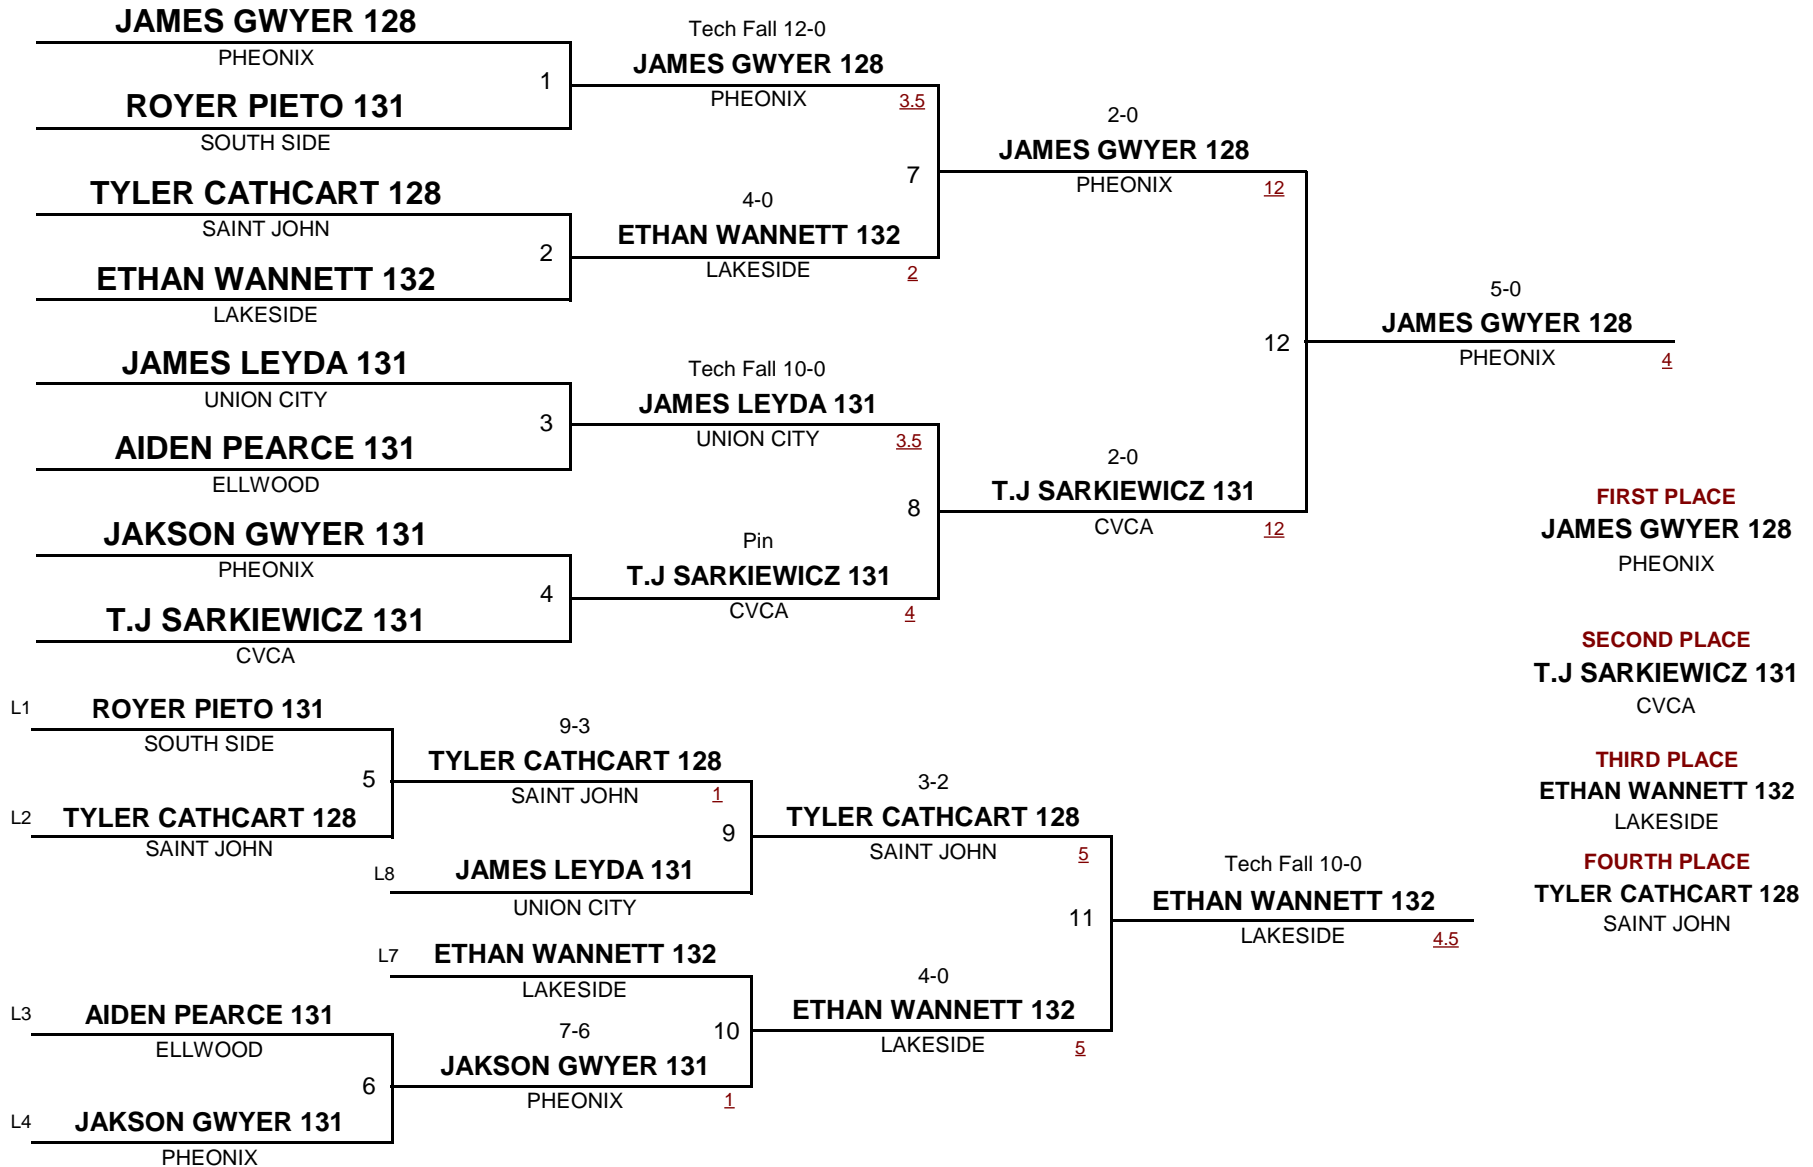 JAMES GWYER 128
PHEONIX
1
ROYER PIETO 131
SOUTH SIDE
TYLER CATHCART 128
SAINT JOHN
2
ETHAN WANNETT 132
LAKESIDE
JAMES LEYDA 131
UNION CITY
3
AIDEN PEARCE 131
ELLWOOD
JAKSON GWYER 131
PHEONIX
4
T.J SARKIEWICZ 131
CVCA
Tech Fall 12-0
JAMES GWYER 128
PHEONIX 3.5
7
4-0
ETHAN WANNETT 132
LAKESIDE 2
Tech Fall 10-0
JAMES LEYDA 131
UNION CITY 3.5
8
Pin
T.J SARKIEWICZ 131
CVCA 4
2-0
JAMES GWYER 128
PHEONIX 12
12
2-0
T.J SARKIEWICZ 131
CVCA 12
5-0
JAMES GWYER 128
PHEONIX 4
L1 ROYER PIETO 131
SOUTH SIDE
5
L2 TYLER CATHCART 128
SAINT JOHN
9-3
TYLER CATHCART 128
SAINT JOHN 1
9
L8 JAMES LEYDA 131
UNION CITY
L7 ETHAN WANNETT 132
LAKESIDE
10
7-6
JAKSON GWYER 131
PHEONIX 1
L3 AIDEN PEARCE 131
ELLWOOD
6
L4 JAKSON GWYER 131
PHEONIX
3-2
TYLER CATHCART 128
SAINT JOHN 5
11
4-0
ETHAN WANNETT 132
LAKESIDE 5
Tech Fall 10-0
ETHAN WANNETT 132
LAKESIDE 4.5
FIRST PLACE
JAMES GWYER 128
PHEONIX
SECOND PLACE
T.J SARKIEWICZ 131
CVCA
THIRD PLACE
ETHAN WANNETT 132
LAKESIDE
FOURTH PLACE
TYLER CATHCART 128
SAINT JOHN